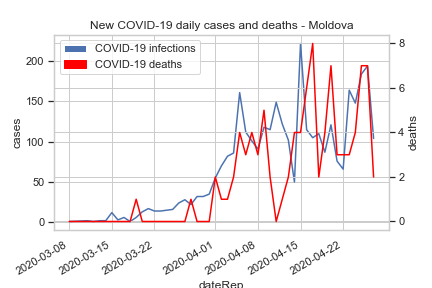 New COVID-19 daily cases and deaths - Moldova
COVID-19 infections
COVID-19 deaths
cases
200
150
100
50
0
8
6
4
2
0
deaths
2020-03-08
2020-03-15
2020-03-22
2020-04-01
2020-04-08
2020-04-15
2020-04-22
dateRep